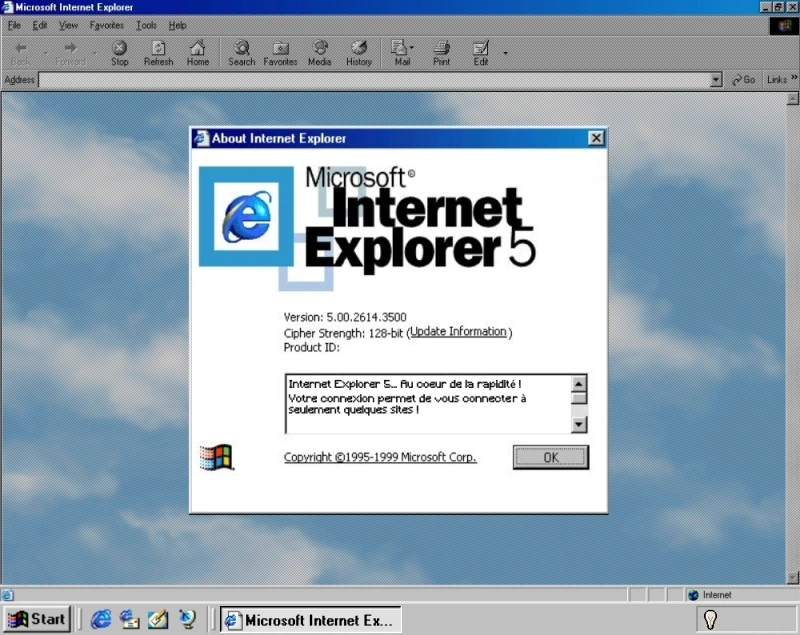 Microsoft Internet Explorer
File Edit View Favorites Tools Help
Back Forward Stop Refresh Home Search Favorites Media History Mail Print Edit
Address Go Links »
About Internet Explorer
Microsoft®
Internet
Explorer 5
Version: 5.00.2614.3500
Cipher Strength: 128-bit (Update Information)
Product ID:
Internet Explorer 5... Au coeur de la rapidité !
Votre connexion permet de vous connecter à
seulement quelques sites !
Copyright ©1995-1999 Microsoft Corp.
OK
Internet
Start Microsoft Internet Ex...